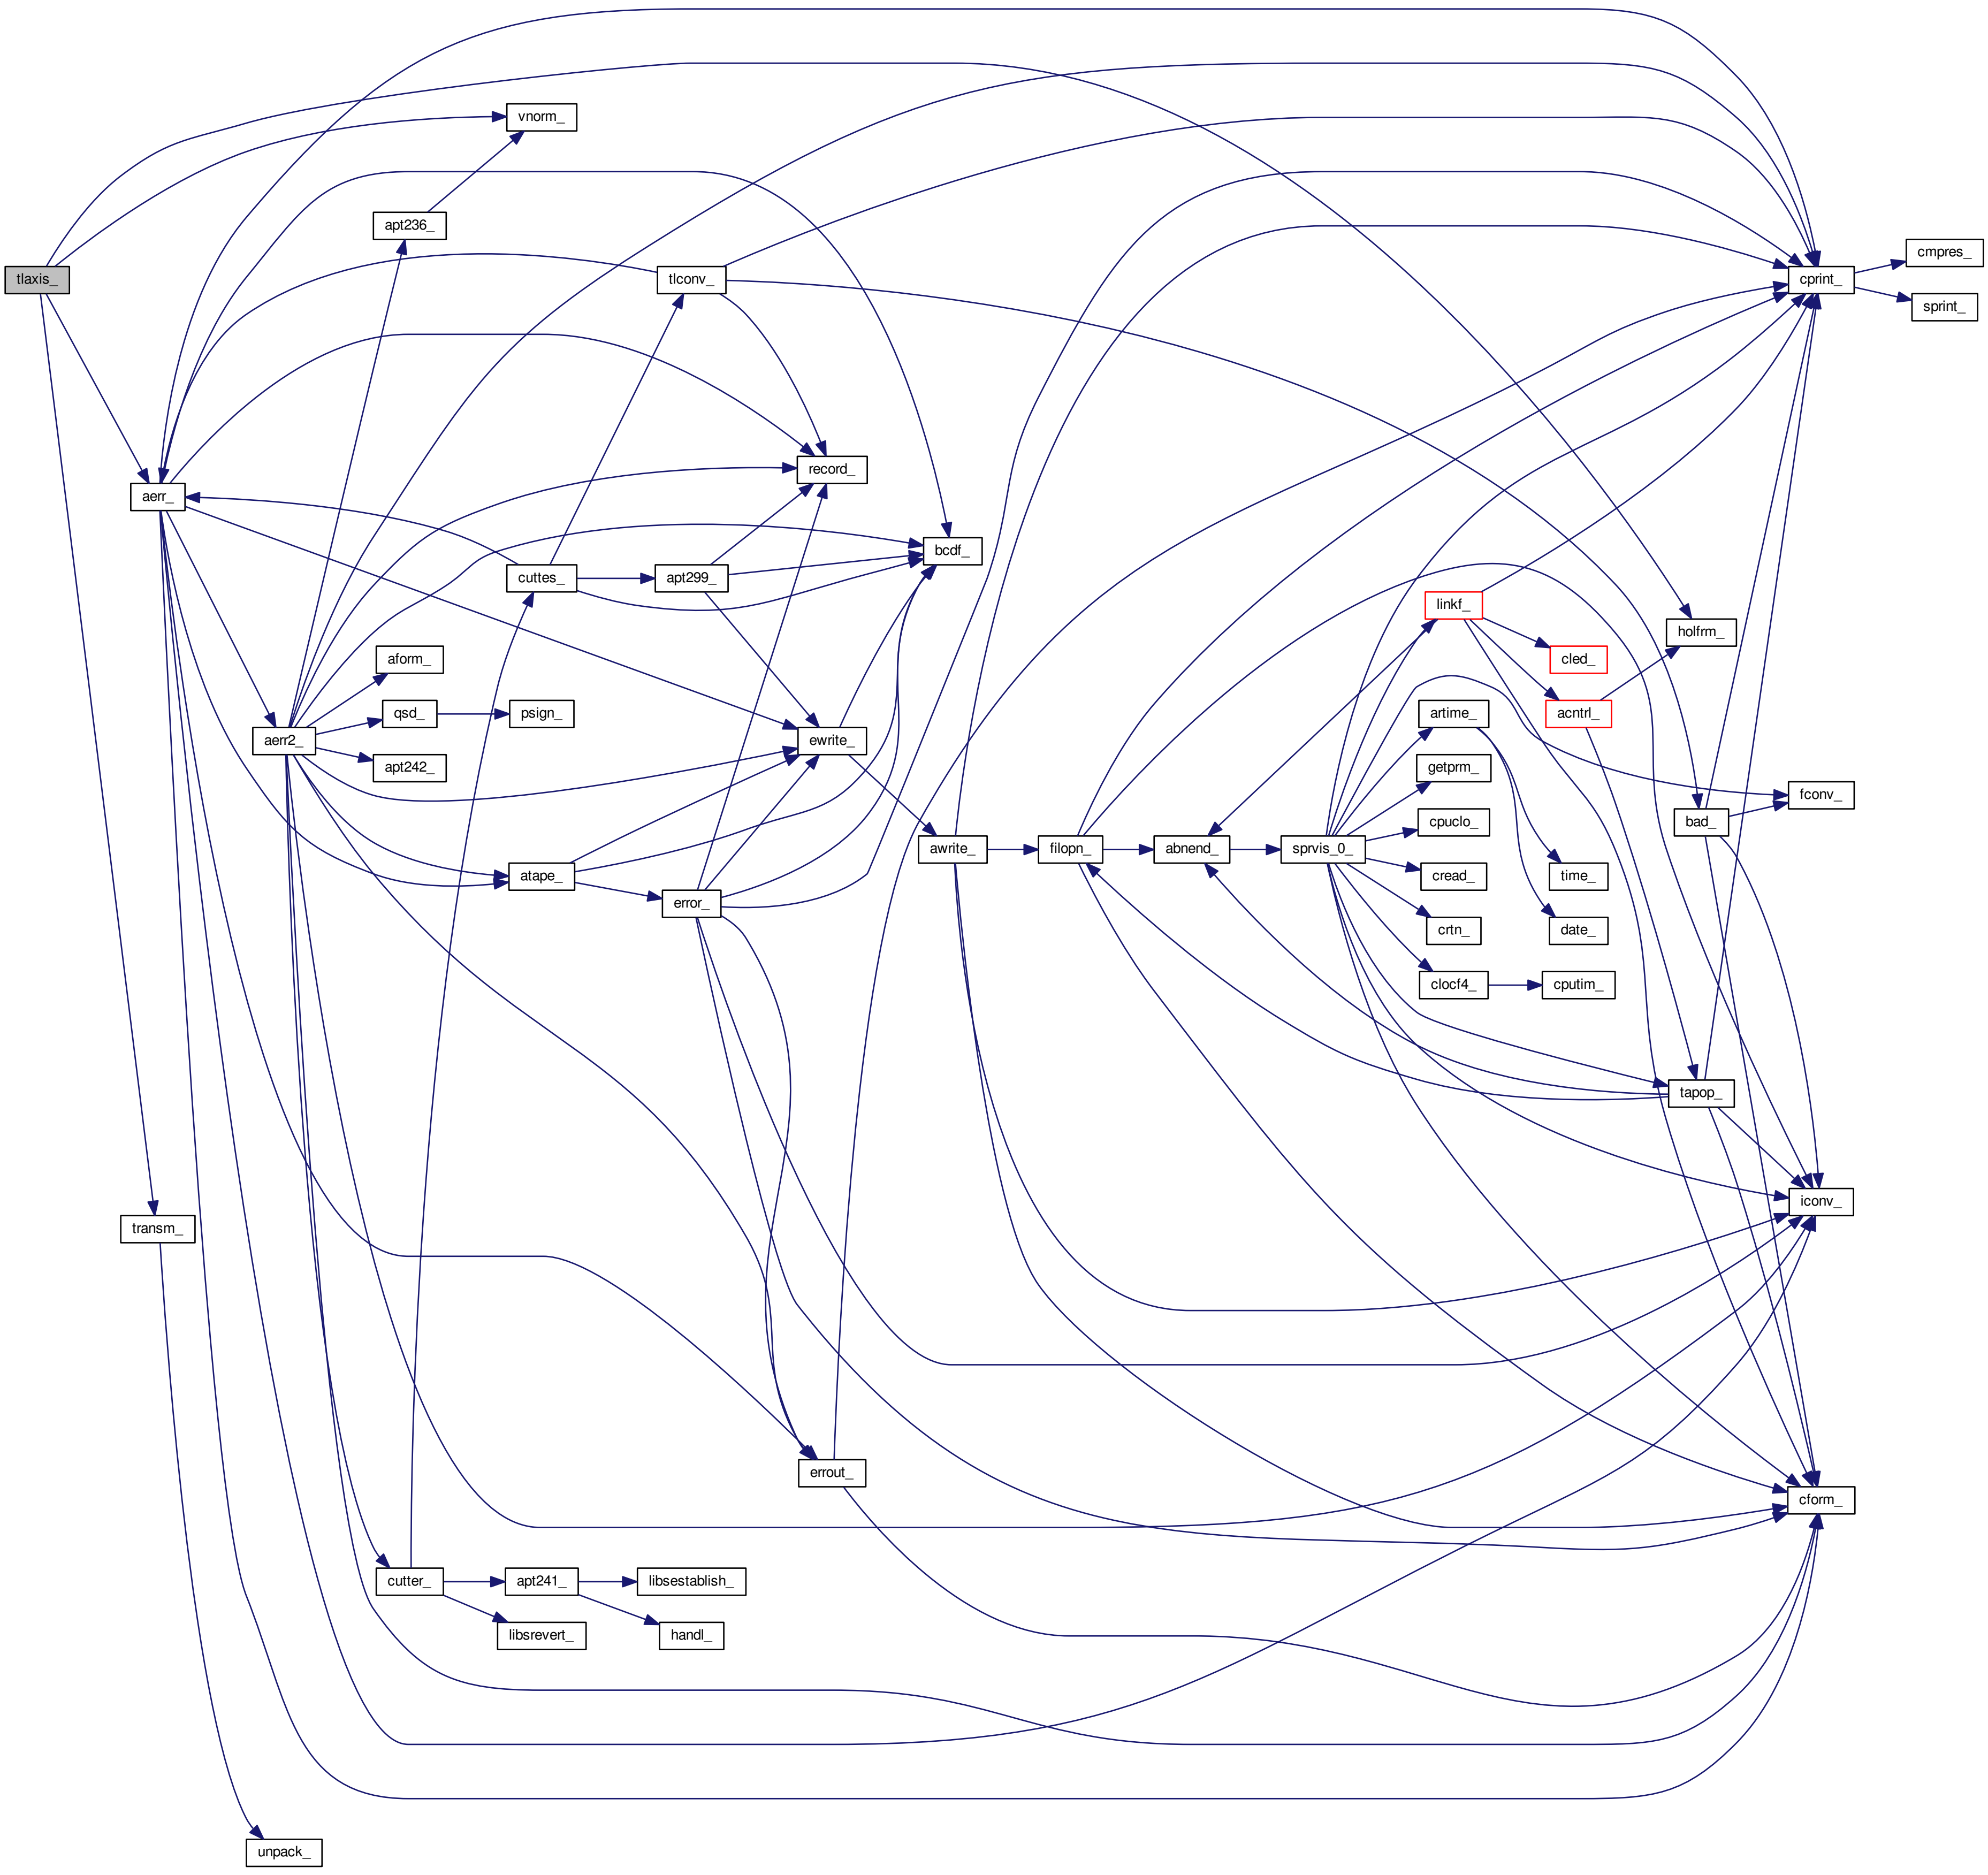 tlaxis_
vnorm_
apt236_
tlconv_
cprint_
cmpres_
sprint_
aerr_
record_
bcdf_
cuttes_
apt299_
linkf_
holfrm_
cled_
aform_
qsd_
psign_
acntrl_
artime_
aerr2_
ewrite_
apt242_
getprm_
fconv_
cpuclo_
bad_
awrite_
filopn_
abnend_
sprvis_0_
atape_
cread_
time_
error_
crtn_
date_
clocf4_
cputim_
tapop_
iconv_
transm_
errout_
cform_
cutter_
apt241_
libsestablish_
libsrevert_
handl_
unpack_